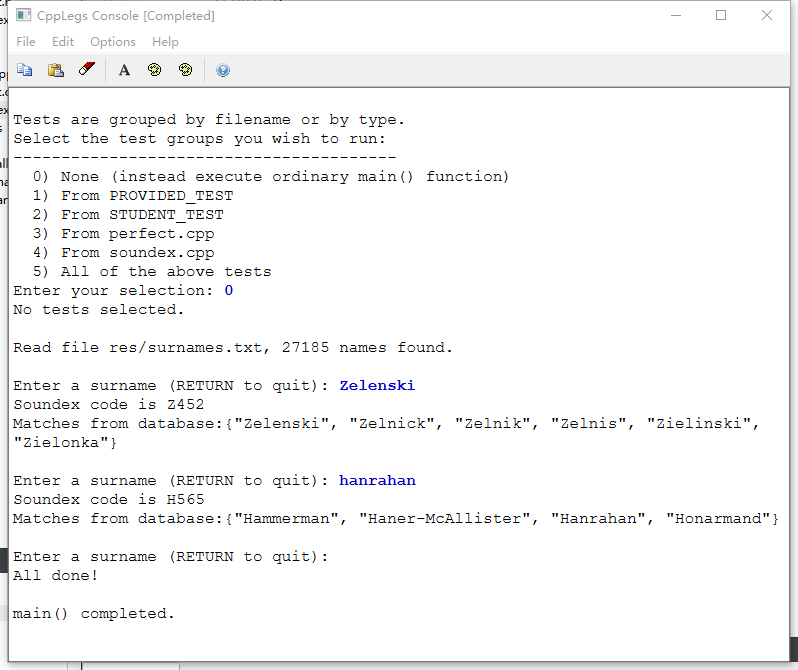 CppLegs Console [Completed]
File Edit Options Help
A
Tests are grouped by filename or by type.
Select the test groups you wish to run:
----------------------------------------
0) None (instead execute ordinary main() function)
1) From PROVIDED_TEST
2) From STUDENT_TEST
3) From perfect.cpp
4) From soundex.cpp
5) All of the above tests
Enter your selection: 0
No tests selected.
Read file res/surnames.txt, 27185 names found.
Enter a surname (RETURN to quit): Zelenski
Soundex code is Z452
Matches from database:{"Zelenski", "Zelnick", "Zelnik", "Zelnis", "Zielinski",
"Zielonka"}
Enter a surname (RETURN to quit): hanrahan
Soundex code is H565
Matches from database:{"Hammerman", "Haner-McAllister", "Hanrahan", "Honarmand"}
Enter a surname (RETURN to quit):
All done!
main() completed.